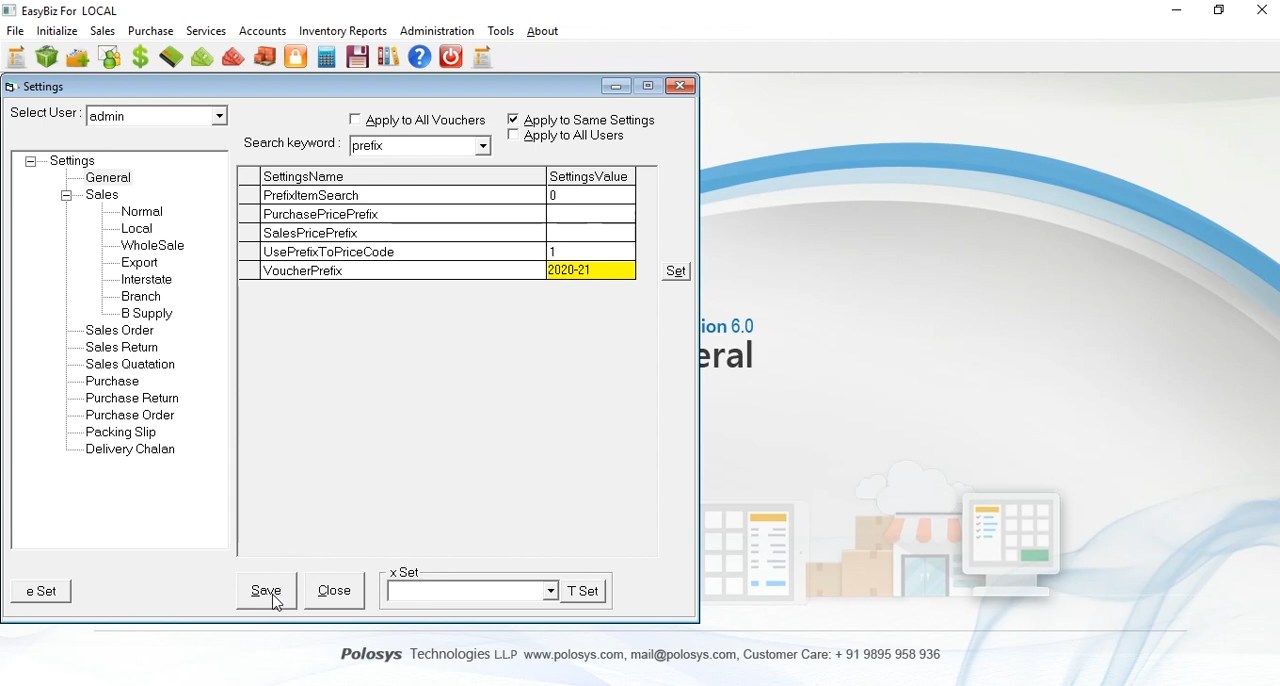 EasyBiz For LOCAL
File Initialize Sales Purchase Services Accounts Inventory Reports Administration Tools About
Settings
Select User : admin
Apply to All Vouchers
Apply to Same Settings
Apply to All Users
Search keyword : prefix
Settings
General
Sales
Normal
Local
WholeSale
Export
Interstate
Branch
B Supply
Sales Order
Sales Return
Sales Quatation
Purchase
Purchase Return
Purchase Order
Packing Slip
Delivery Chalan
SettingsName SettingsValue
PrefixItemSearch 0
PurchasePricePrefix
SalesPricePrefix
UsePrefixToPriceCode 1
VoucherPrefix 2020-21
Set
e Set
Save
Close
x Set
T Set
ion 6.0
eral
Polosys Technologies LLP www.polosys.com, mail@polosys.com, Customer Care: + 91 9895 958 936